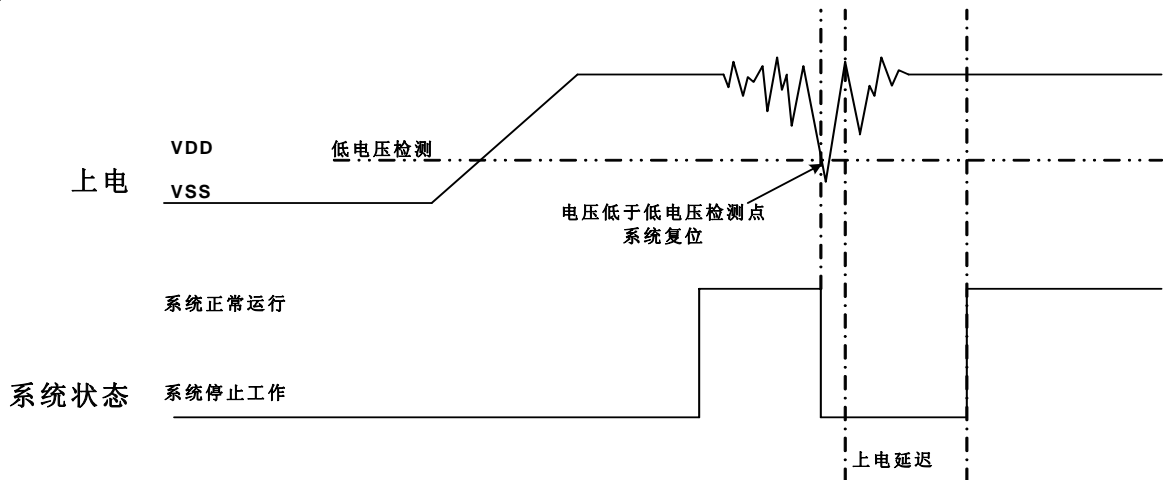 VDD
低电压检测
上电
VSS
电压低于低电压检测点
系统复位
系统正常运行
系统状态
系统停止工作
上电延迟